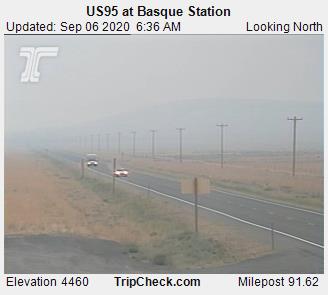 US95 at Basque Station
Updated: Sep 06 2020 6:36 AM Looking North
Elevation 4460 TripCheck.com Milepost 91.62